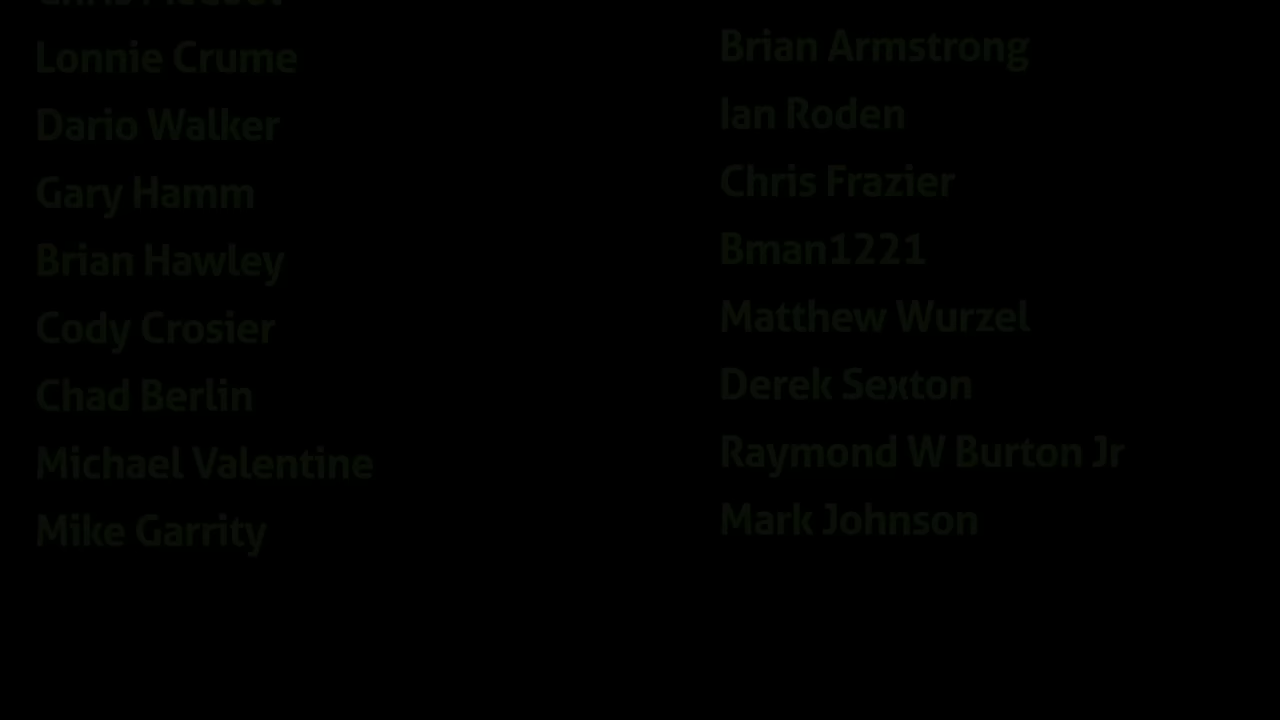 Lonnie Crume
Dario Walker
Gary Hamm
Brian Hawley
Cody Crosier
Chad Berlin
Michael Valentine
Mike Garrity
Brian Armstrong
Ian Roden
Chris Frazier
Bman1221
Matthew Wurzel
Derek Sexton
Raymond W Burton Jr
Mark Johnson